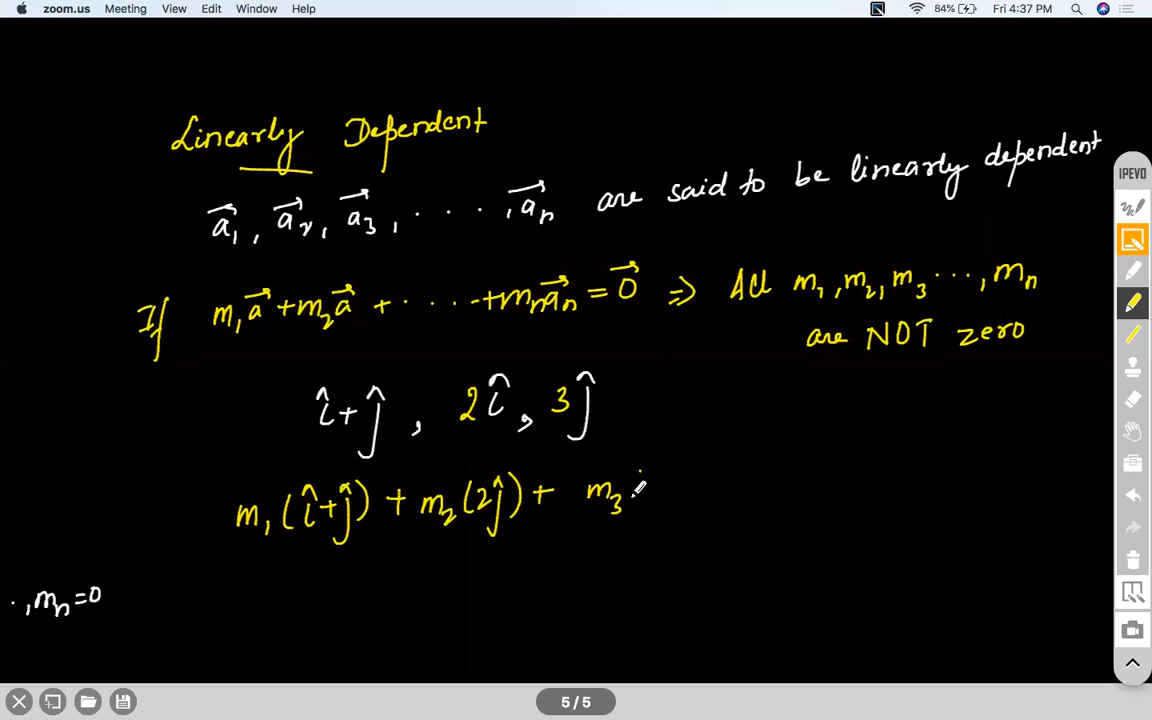 zoom.us Meeting View Edit Window Help 84% Fri 4:37 PM
Linearly Dependent
a⃗₁, a⃗₂, a⃗₃, . . . ., a⃗ₙ are said to be linearly dependent
If m₁a⃗ + m₂a⃗ + . . . . + mₙa⃗ₙ = 0⃗ ⇒ All m₁, m₂, m₃ . . ., mₙ
are NOT zero
î + ĵ, 2î, 3ĵ
m₁(î + ĵ) + m₂(2ĵ) + m₃
., mₙ = 0
IPEVO
5/5